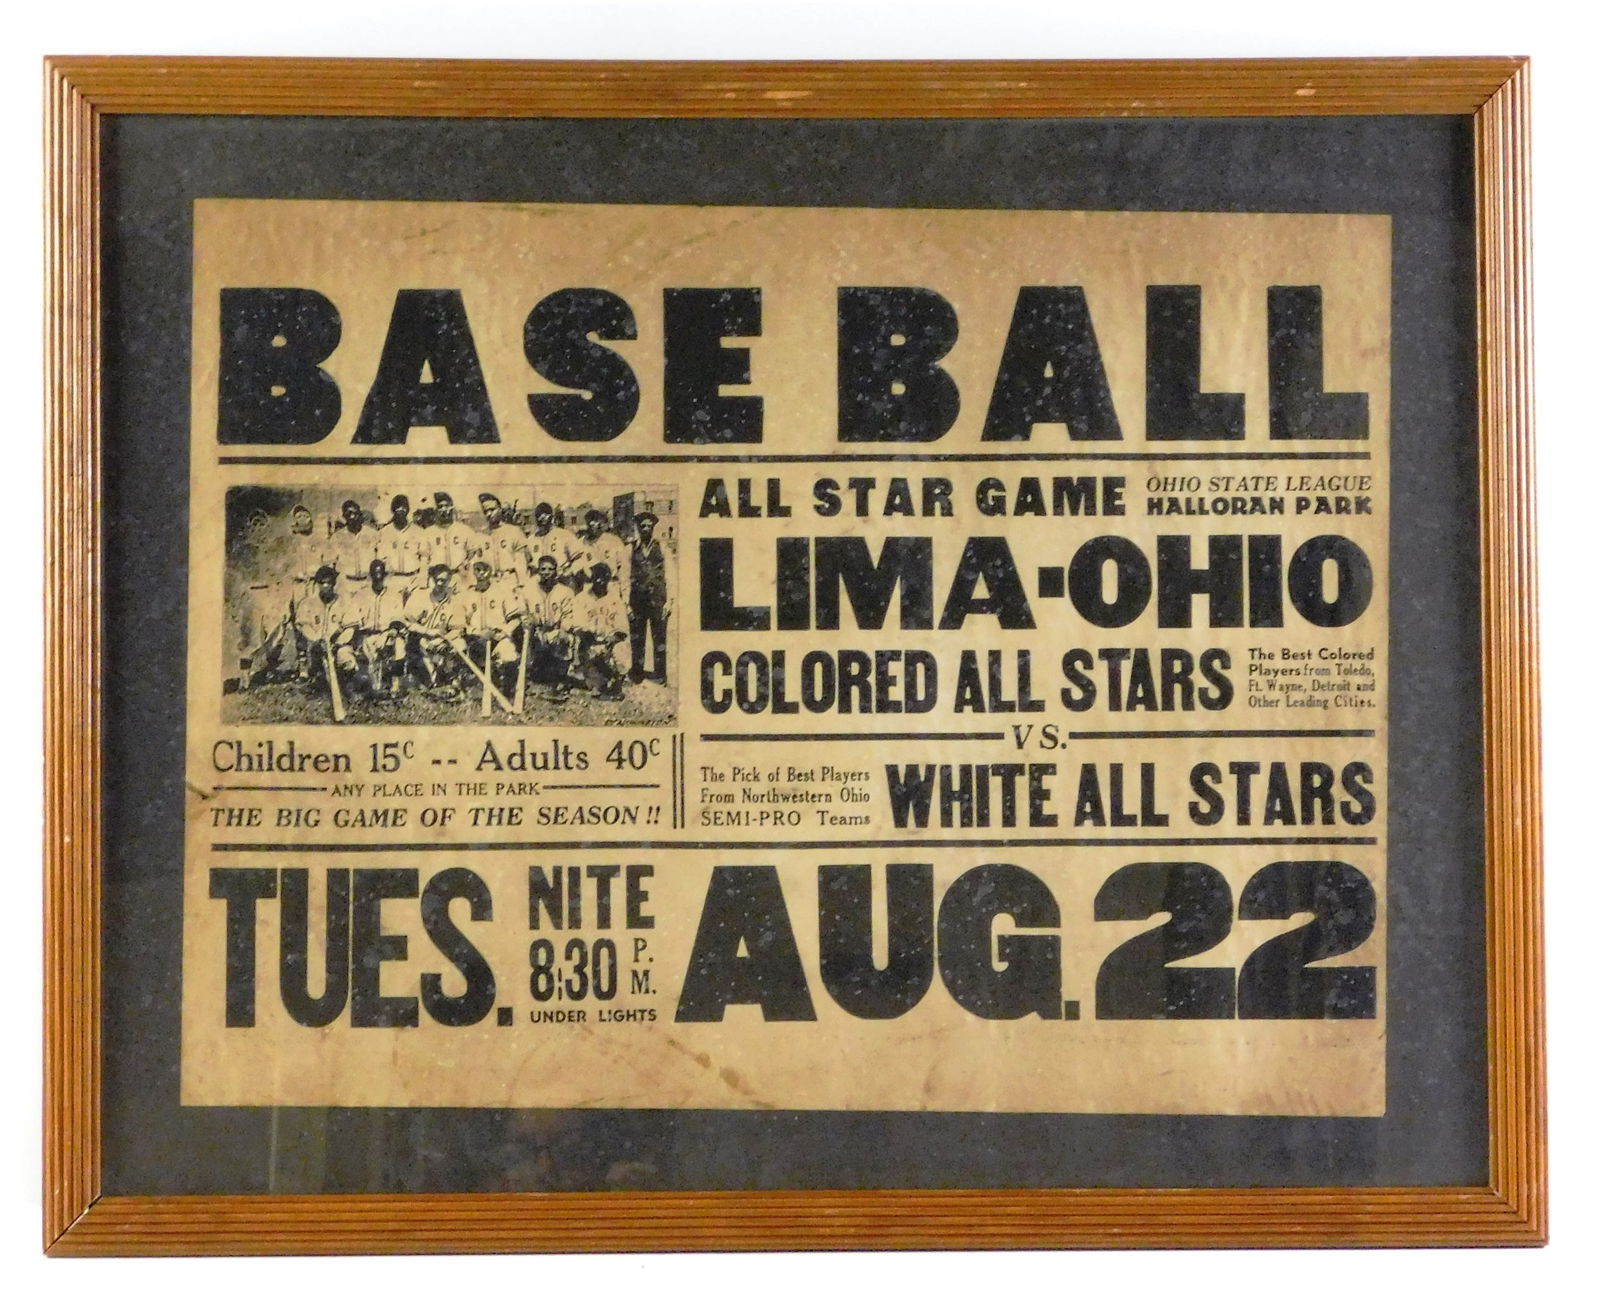 BASE BALL
ALL STAR GAME
OHIO STATE LEAGUE
HALLORAN PARK
LIMA-OHIO
COLORED ALL STARS
The Best Colored
Players from Toledo,
Ft. Wayne, Detroit and
Other Leading Cities.
VS.
The Pick of Best Players
From Northwestern Ohio
SEMI-PRO Teams
WHITE ALL STARS
Children 15c -- Adults 40c
ANY PLACE IN THE PARK
THE BIG GAME OF THE SEASON!!
TUES.
NITE
8:30 P. M.
UNDER LIGHTS
AUG. 22